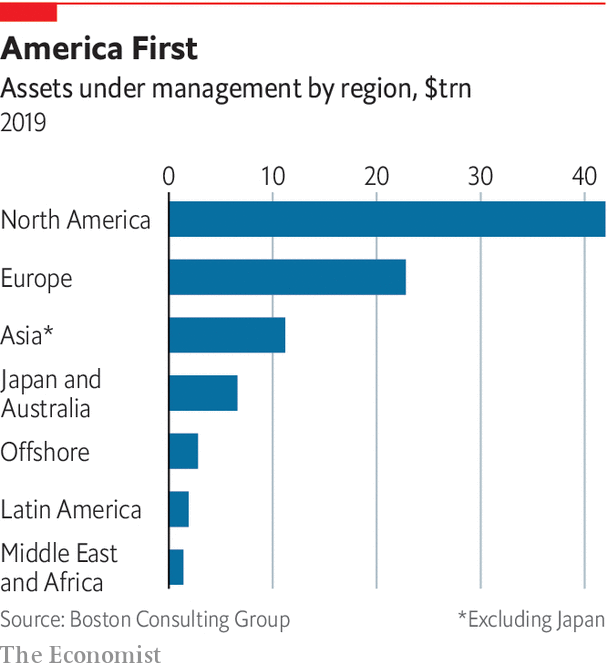 America First
Assets under management by region, $trn
2019
0 10 20 30 40
North America
Europe
Asia*
Japan and
Australia
Offshore
Latin America
Middle East
and Africa
Source: Boston Consulting Group *Excluding Japan
The Economist